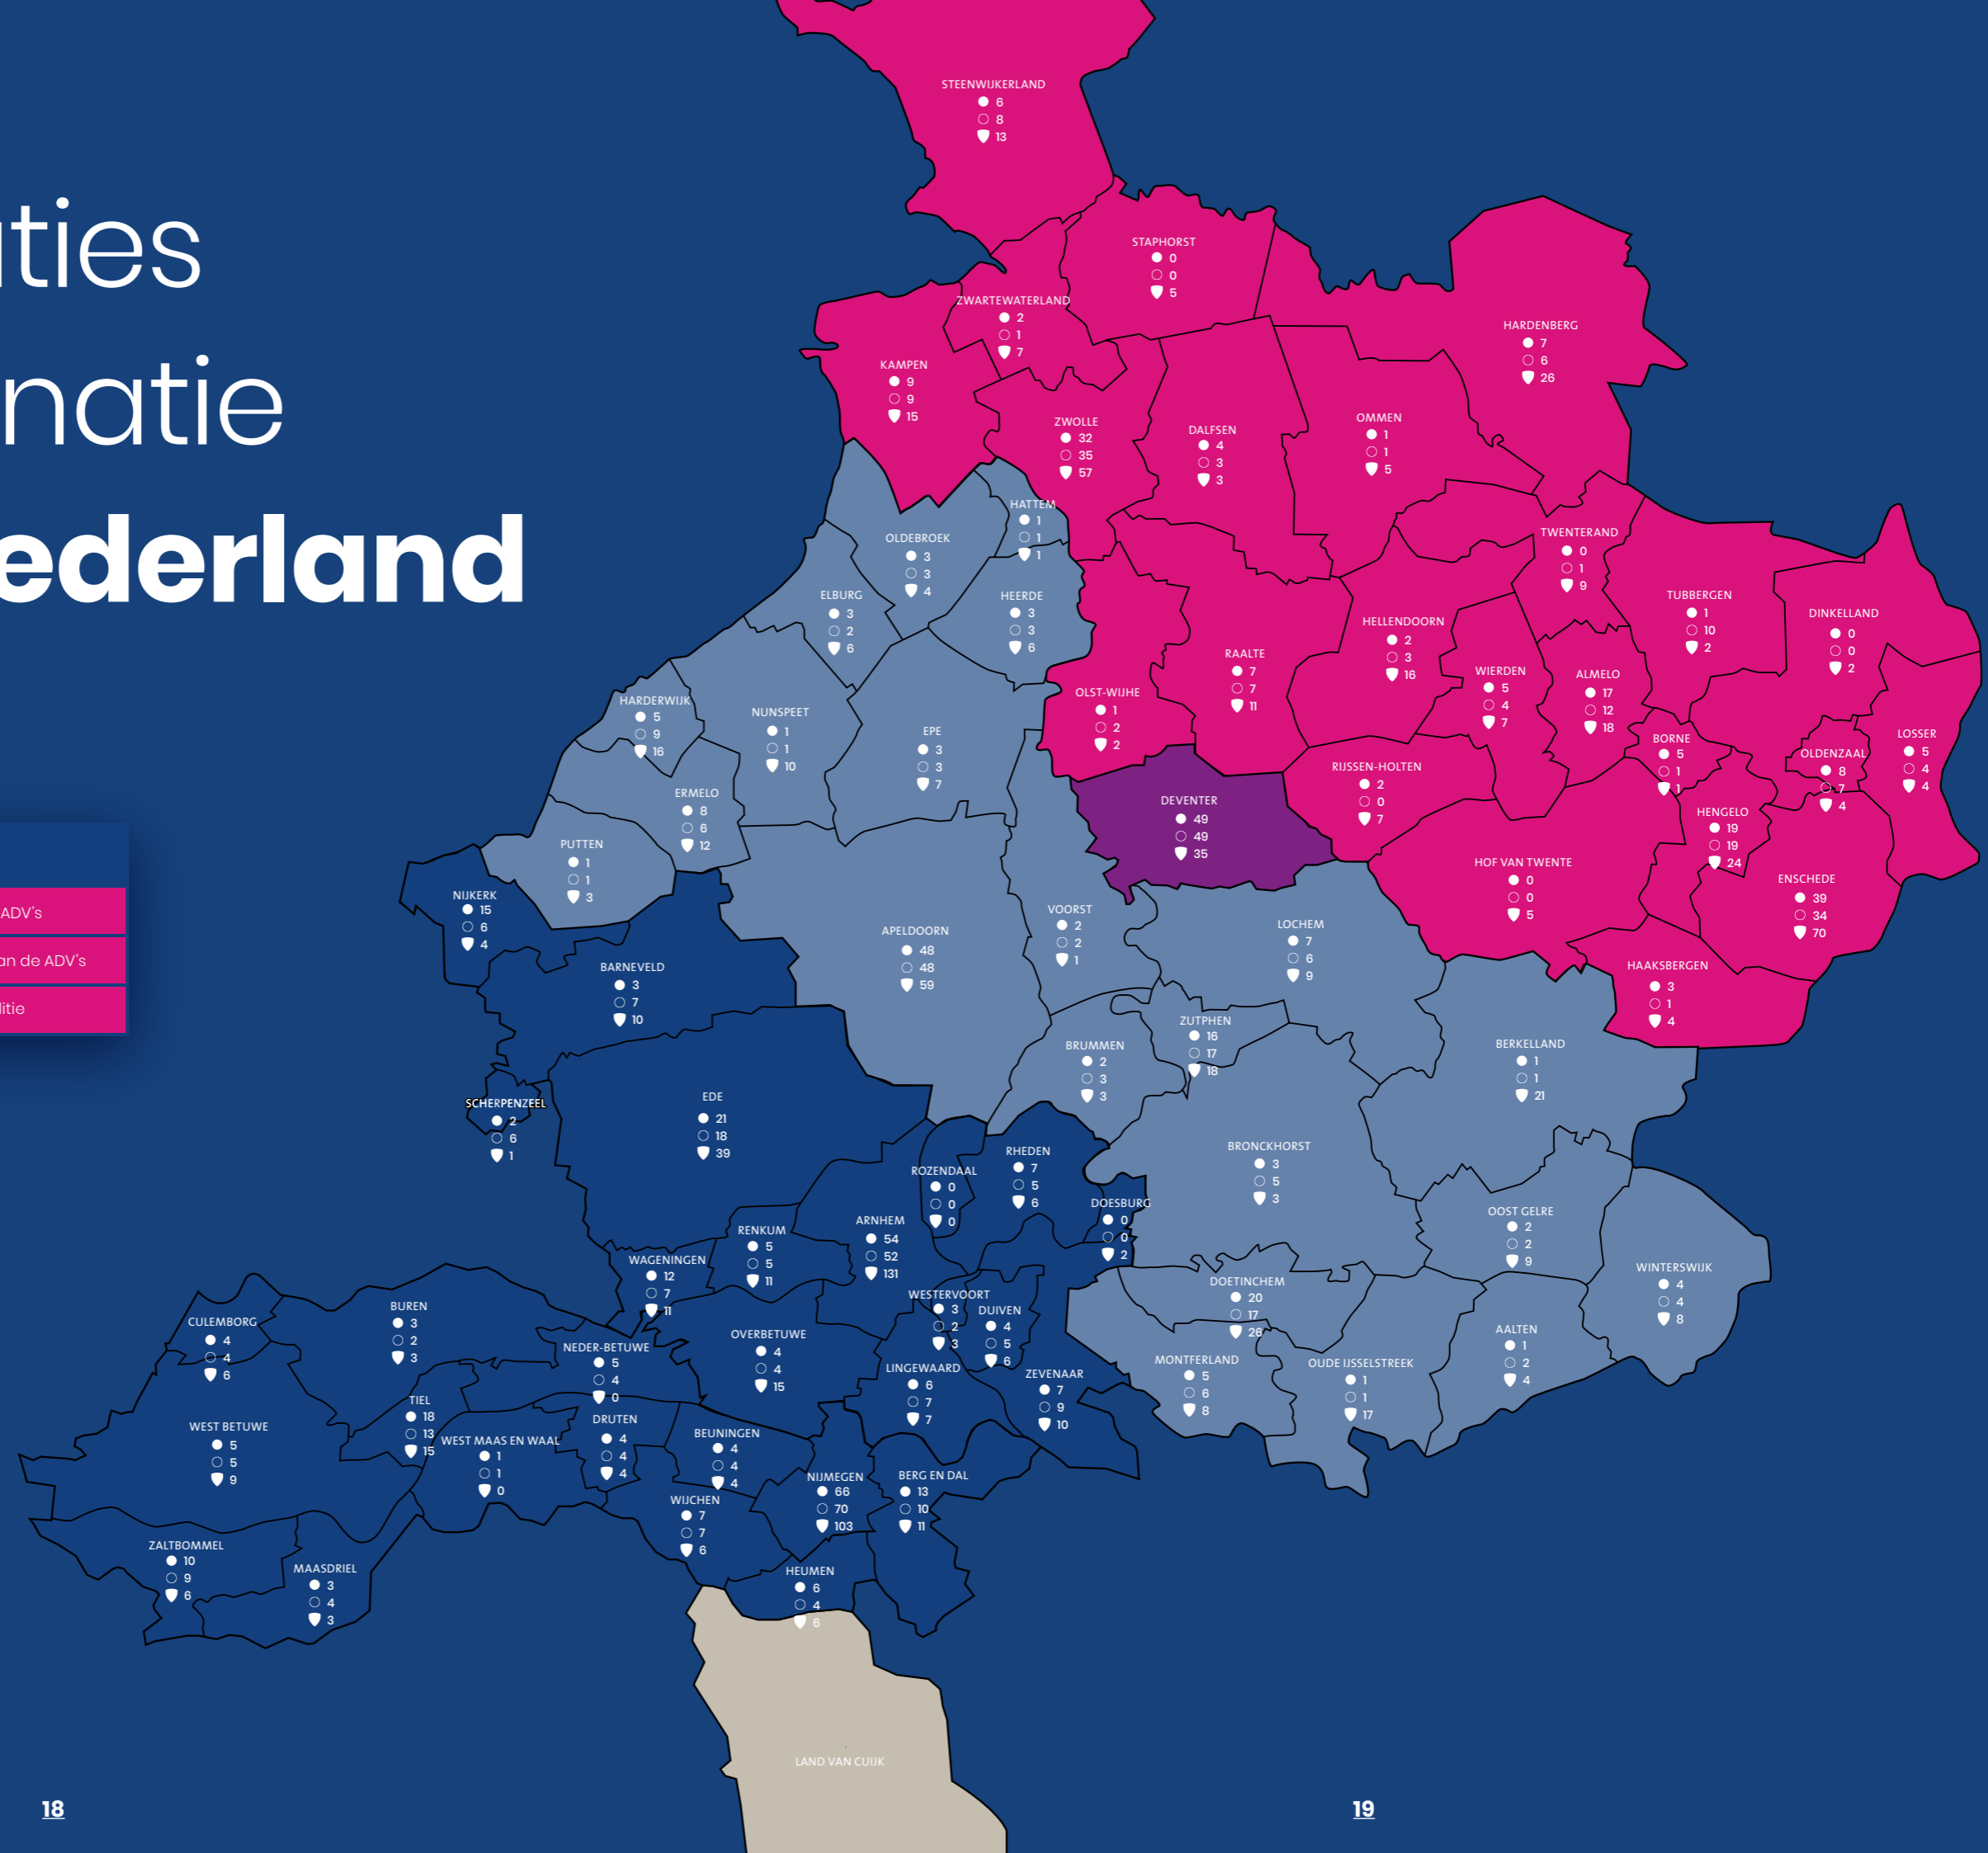 aties
natie
ederland
ADV's
an de ADV's
litie
STEENWIJKERLAND
6
8
13
STAPHORST
0
0
5
ZWARTEWATERLAND
2
1
7
HARDENBERG
7
6
26
KAMPEN
9
9
15
ZWOLLE
32
35
57
DALFSEN
4
3
3
OMMEN
1
1
5
HATTEM
1
1
1
OLDEBROEK
3
3
4
TWENTERAND
0
1
9
ELBURG
3
2
6
HEERDE
3
3
6
TUBBERGEN
1
10
2
DINKELLAND
0
0
2
HELLENDOORN
2
3
16
RAALTE
7
7
11
WIERDEN
5
4
7
ALMELO
17
12
18
OLST-WIJHE
1
2
2
HARDERWIJK
5
9
16
NUNSPEET
1
1
10
EPE
3
3
7
BORNE
5
1
1
LOSSER
5
4
4
OLDENZAAL
8
7
4
RIJSSEN-HOLTEN
2
0
7
ERMELO
8
6
12
DEVENTER
49
49
35
HENGELO
19
19
24
PUTTEN
1
1
3
HOF VAN TWENTE
0
0
5
ENSCHEDE
39
34
70
NIJKERK
15
6
4
VOORST
2
2
1
LOCHEM
7
6
9
APELDOORN
48
48
59
BARNEVELD
3
7
10
HAAKSBERGEN
3
1
4
ZUTPHEN
16
17
18
BRUMMEN
2
3
3
BERKELLAND
1
1
21
SCHERPENZEEL
2
6
1
EDE
21
18
39
BRONCKHORST
3
5
3
RHEDEN
7
5
6
ROZENDAAL
0
0
0
DOESBURG
0
0
2
OOST GELRE
2
2
9
ARNHEM
54
52
131
RENKUM
5
5
11
WAGENINGEN
12
7
11
WINTERSWIJK
4
4
8
DOETINCHEM
20
17
26
WESTERVOORT
3
2
3
DUIVEN
4
5
6
BUREN
3
2
3
CULEMBORG
4
4
6
AALTEN
1
2
4
OVERBETUWE
4
4
15
NEDER-BETUWE
5
4
0
MONTFERLAND
5
6
8
OUDE IJSSELSTREEK
1
1
17
LINGEWAARD
6
7
7
ZEVENAAR
7
9
10
TIEL
18
13
15
DRUTEN
4
4
4
WEST BETUWE
5
5
9
WEST MAAS EN WAAL
1
1
0
BEUNINGEN
4
4
4
NIJMEGEN
66
70
103
BERG EN DAL
13
10
11
WIJCHEN
7
7
6
ZALTBOMMEL
10
9
6
MAASDRIEL
3
4
3
HEUMEN
6
4
6
LAND VAN CUIJK
18
19